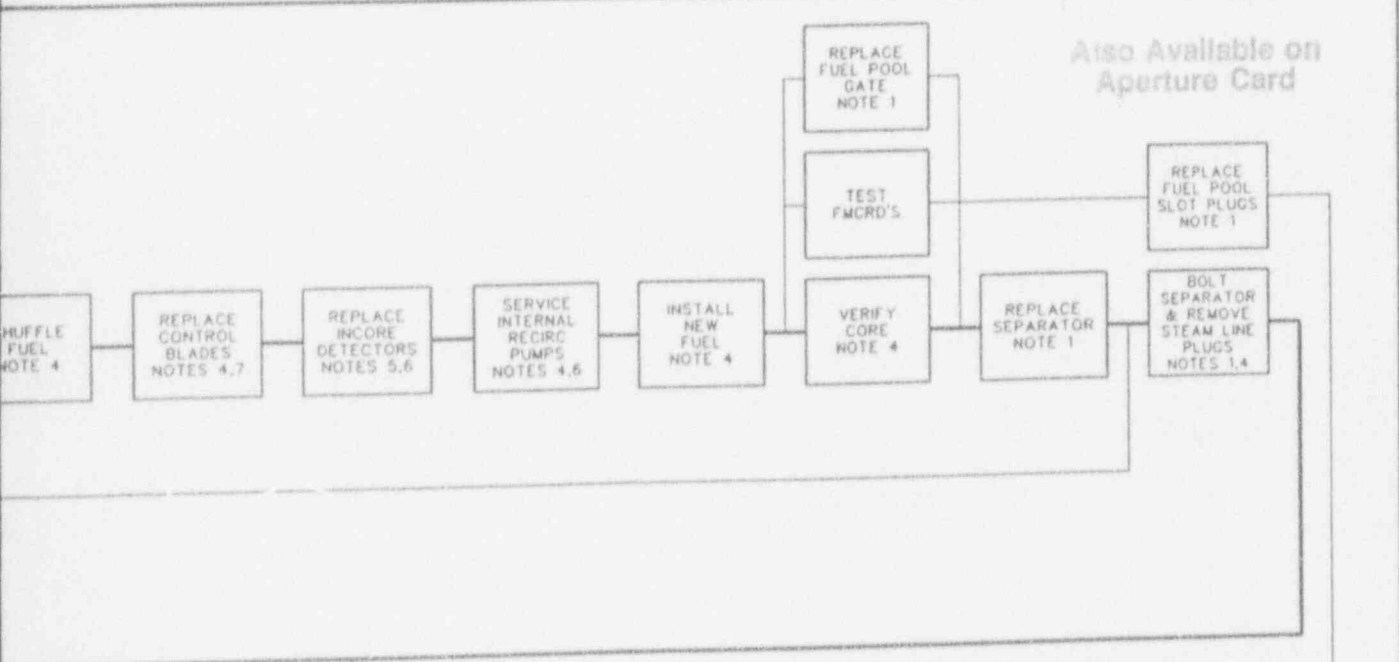 Also Available on
Aperture Card
REPLACE
FUEL POOL
GATE
NOTE 1
TEST
FMCRD'S
REPLACE
FUEL POOL
SLOT PLUGS
NOTE 1
HUFFLE
FUEL
NOTE 4
REPLACE
CONTROL
BLADES
NOTES 4,7
REPLACE
INCORE
DETECTORS
NOTES 5,6
SERVICE
INTERNAL
RECIRC
PUMPS
NOTES 4,6
INSTALL
NEW
FUEL
NOTE 4
VERIFY
CORE
NOTE 4
REPLACE
SEPARATOR
NOTE 1
BOLT
SEPARATOR
& REMOVE
STEAM LINE
PLUGS
NOTES 1,4